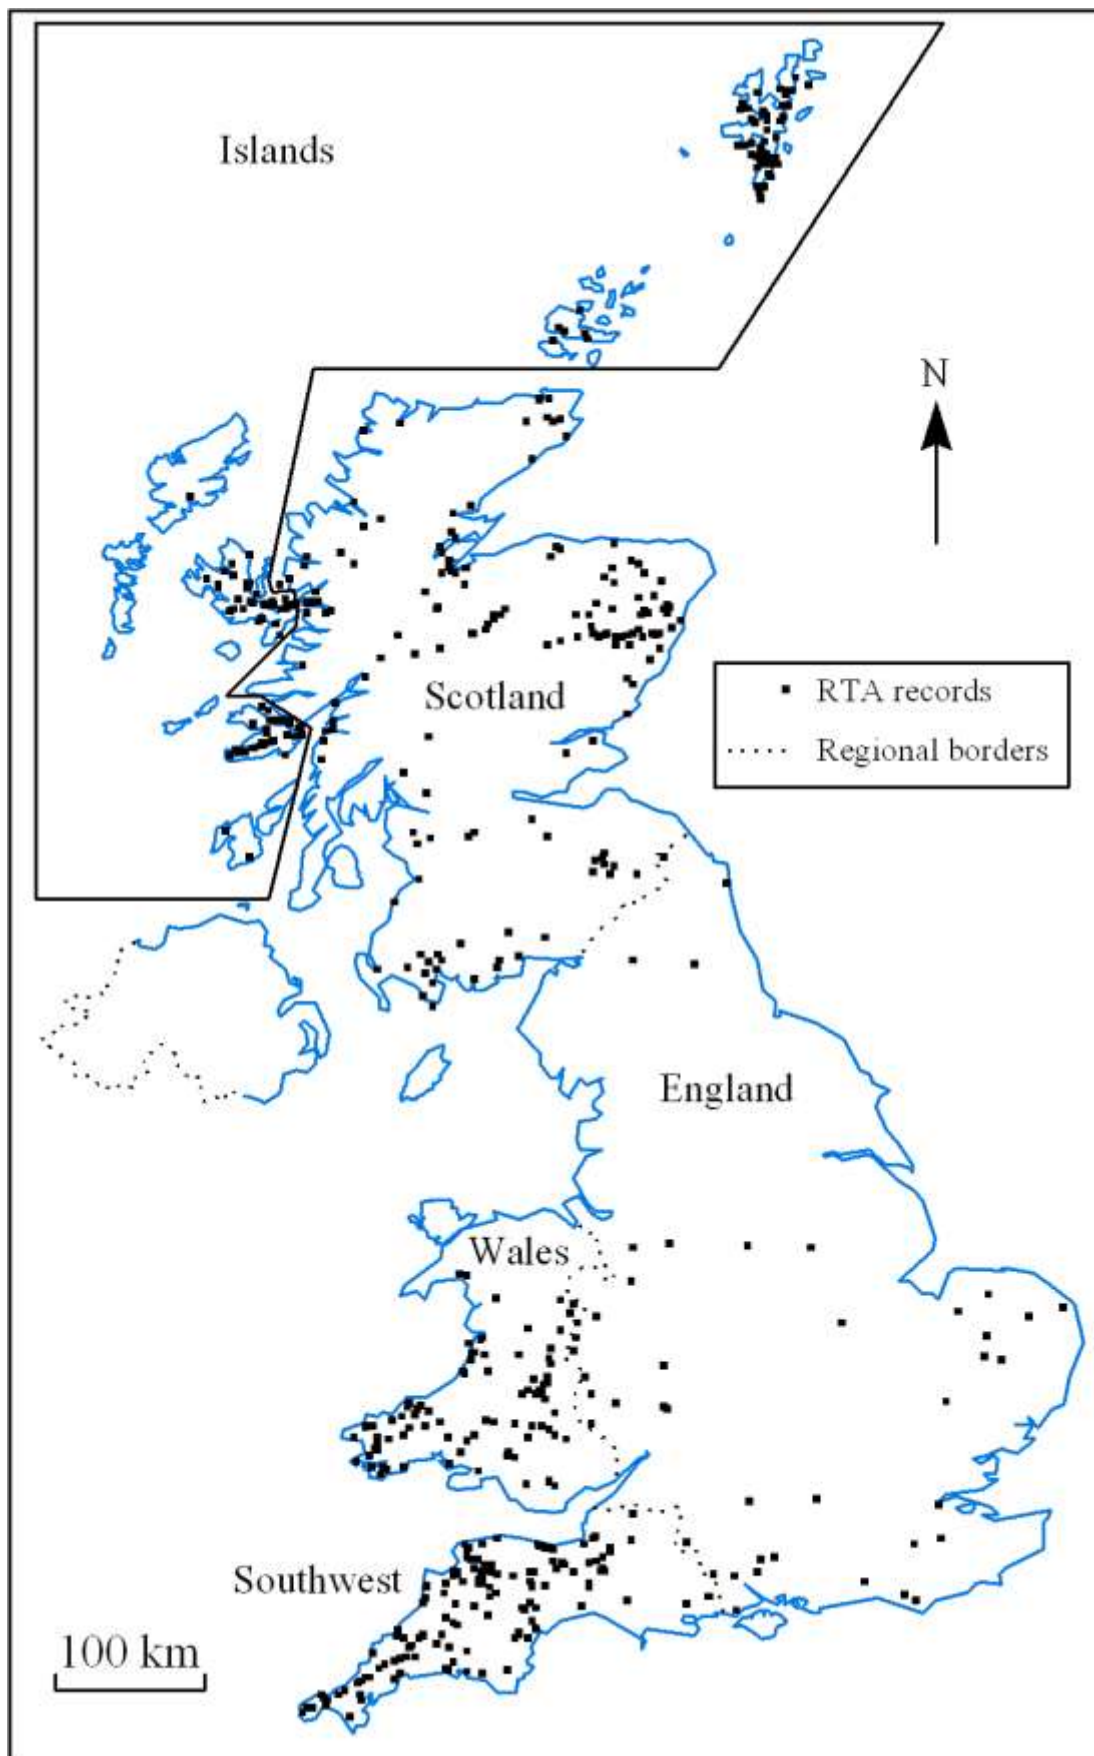 Islands
N
Scotland
RTA records
Regional borders
England
Wales
Southwest
100 km